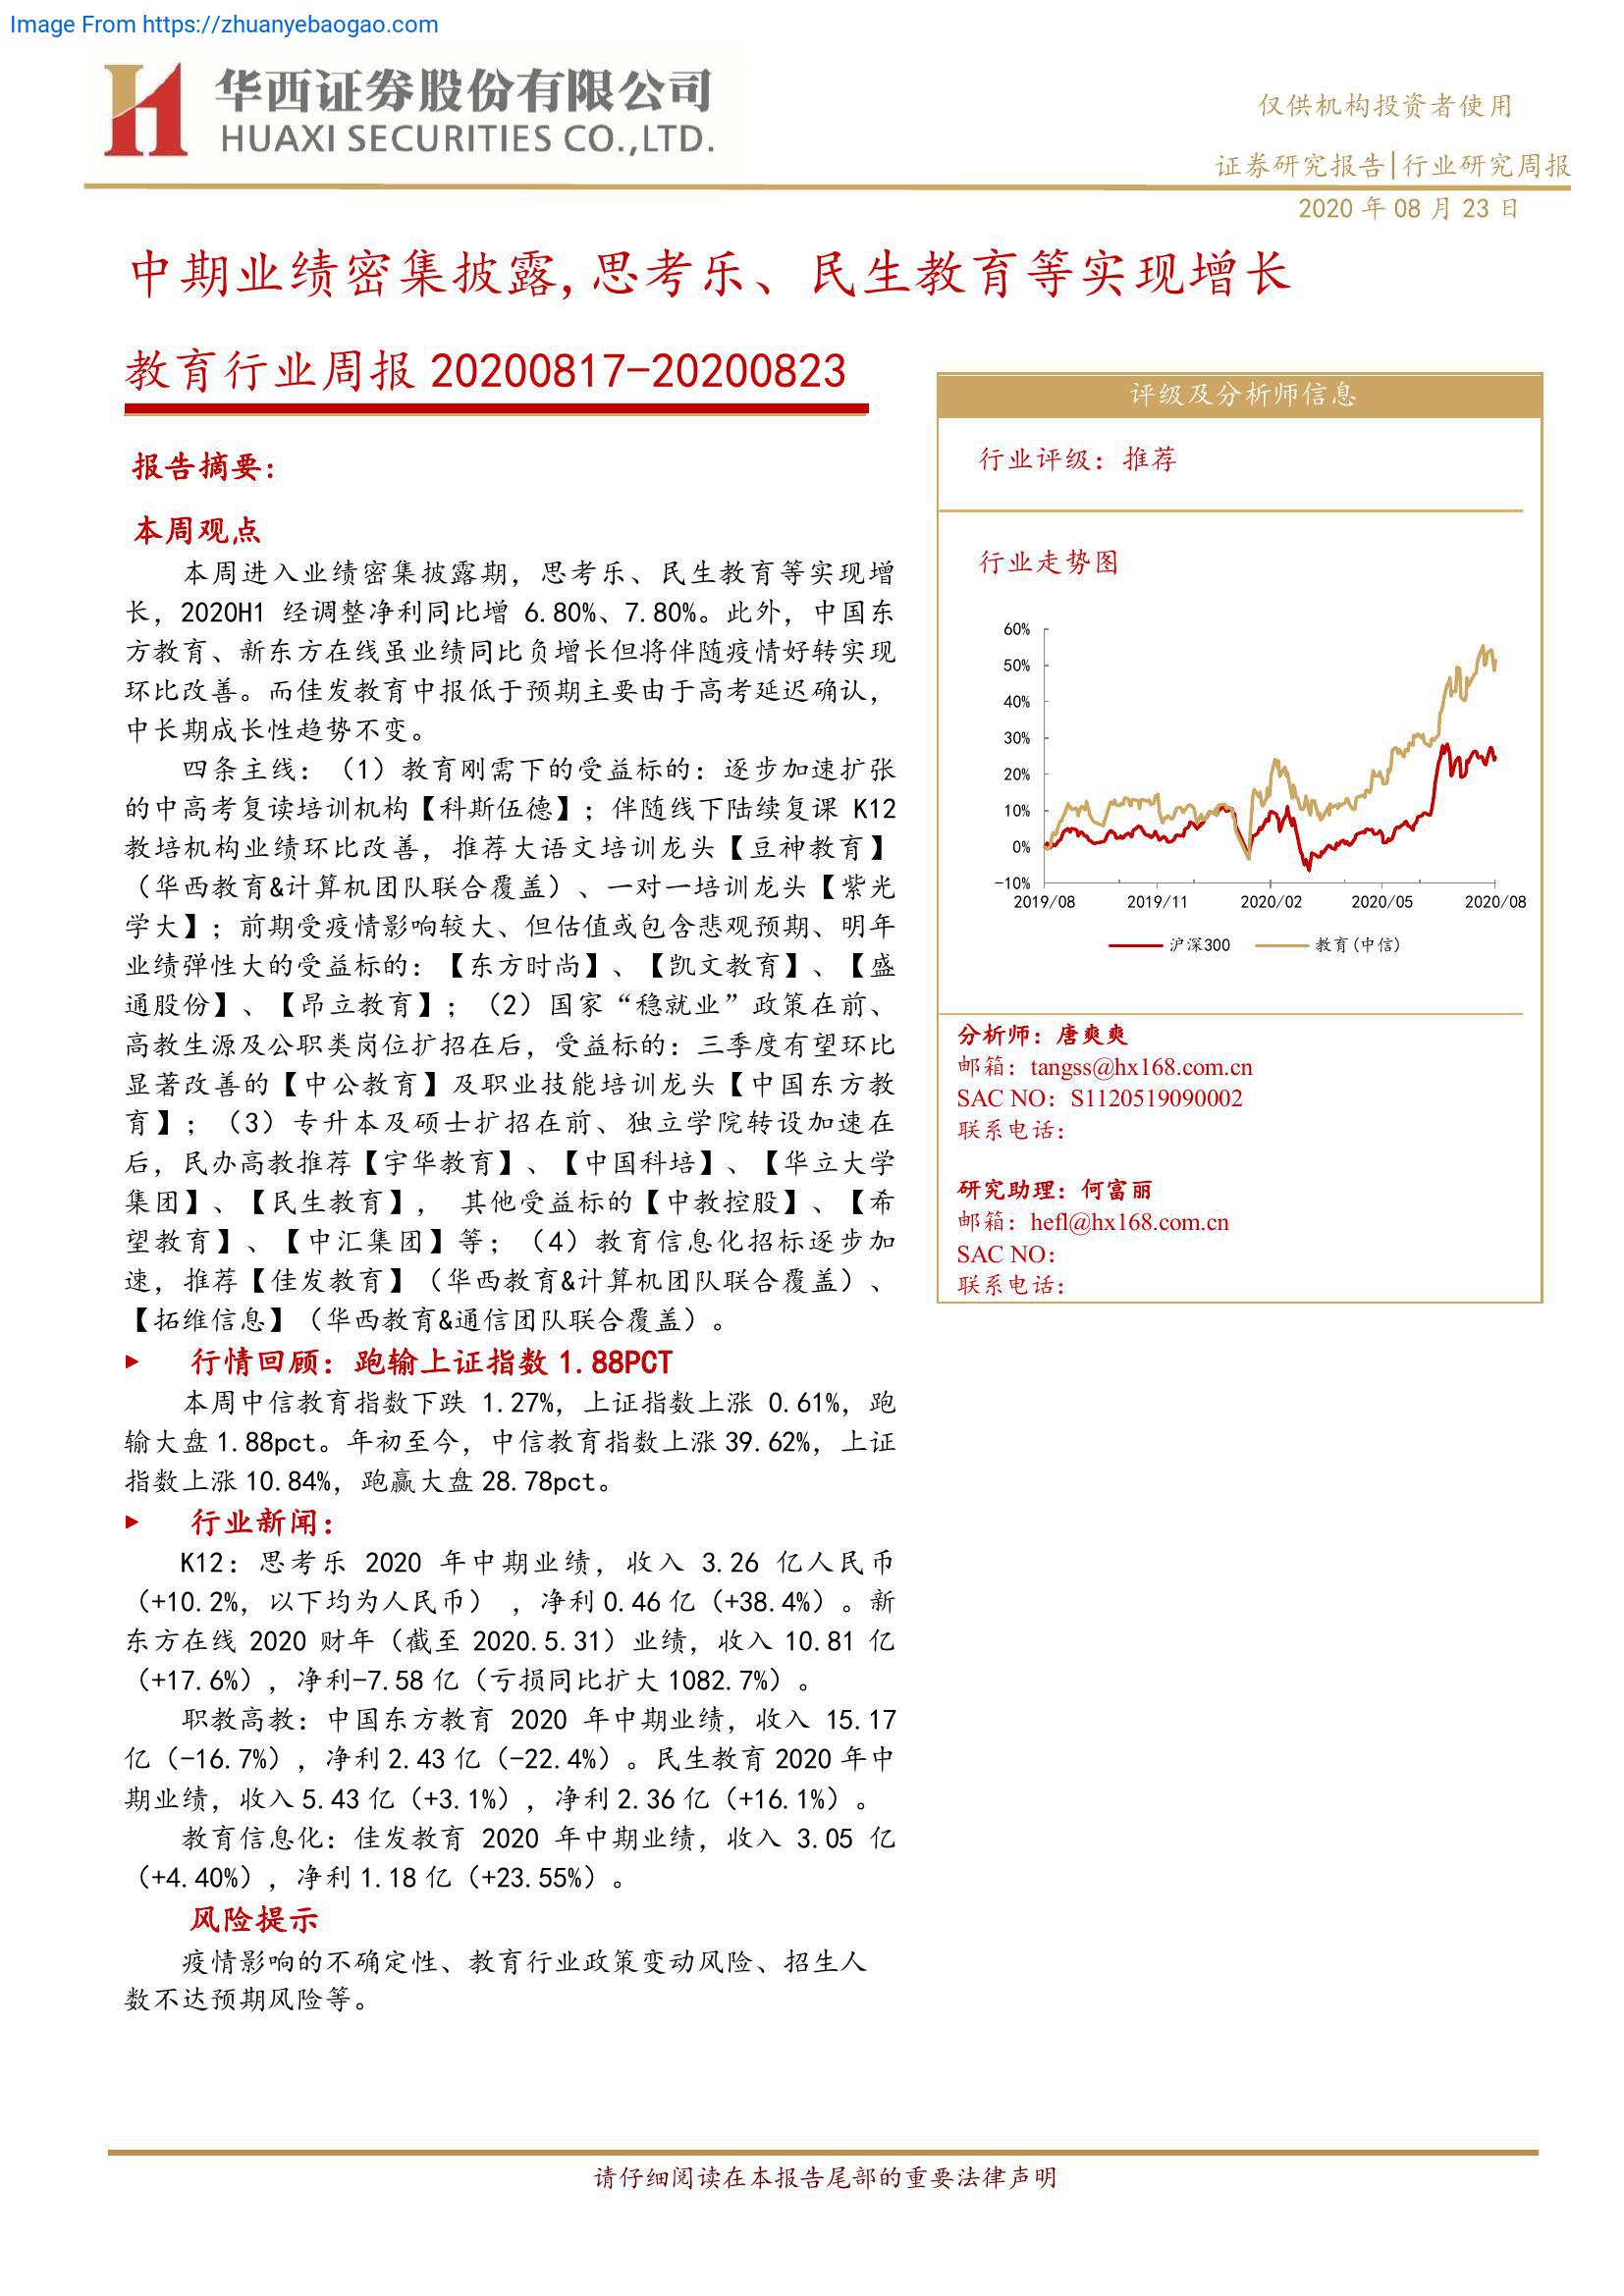 Image From https://zhuanyebaogao.com
华西证券股份有限公司
HUAXI SECURITIES CO.,LTD.
仅供机构投资者使用
证券研究报告|行业研究周报
2020 年 08 月 23 日
中期业绩密集披露,思考乐、民生教育等实现增长
教育行业周报 20200817-20200823
报告摘要：
本周观点
本周进入业绩密集披露期，思考乐、民生教育等实现增
长，2020H1 经调整净利同比增 6.80%、7.80%。此外，中国东
方教育、新东方在线虽业绩同比负增长但将伴随疫情好转实现
环比改善。而佳发教育中报低于预期主要由于高考延迟确认，
中长期成长性趋势不变。
四条主线：（1）教育刚需下的受益标的：逐步加速扩张
的中高考复读培训机构【科斯伍德】；伴随线下陆续复课 K12
教培机构业绩环比改善，推荐大语文培训龙头【豆神教育】
（华西教育&计算机团队联合覆盖）、一对一培训龙头【紫光
学大】；前期受疫情影响较大、但估值或包含悲观预期、明年
业绩弹性大的受益标的：【东方时尚】、【凯文教育】、【盛
通股份】、【昂立教育】；（2）国家“稳就业”政策在前、
高教生源及公职类岗位扩招在后，受益标的：三季度有望环比
显著改善的【中公教育】及职业技能培训龙头【中国东方教
育】；（3）专升本及硕士扩招在前、独立学院转设加速在
后，民办高教推荐【宇华教育】、【中国科培】、【华立大学
集团】、【民生教育】， 其他受益标的【中教控股】、【希
望教育】、【中汇集团】等；（4）教育信息化招标逐步加
速，推荐【佳发教育】（华西教育&计算机团队联合覆盖）、
【拓维信息】（华西教育&通信团队联合覆盖）。
▶ 行情回顾：跑输上证指数 1.88PCT
本周中信教育指数下跌 1.27%，上证指数上涨 0.61%，跑
输大盘 1.88pct。年初至今，中信教育指数上涨 39.62%，上证
指数上涨 10.84%，跑赢大盘 28.78pct。
▶ 行业新闻：
K12：思考乐 2020 年中期业绩，收入 3.26 亿人民币
（+10.2%，以下均为人民币），净利 0.46 亿（+38.4%）。新
东方在线 2020 财年（截至 2020.5.31）业绩，收入 10.81 亿
（+17.6%），净利-7.58 亿（亏损同比扩大 1082.7%）。
职教高教：中国东方教育 2020 年中期业绩，收入 15.17
亿（-16.7%），净利 2.43 亿（-22.4%）。民生教育 2020 年中
期业绩，收入 5.43 亿（+3.1%），净利 2.36 亿（+16.1%）。
教育信息化：佳发教育 2020 年中期业绩，收入 3.05 亿
（+4.40%），净利 1.18 亿（+23.55%）。
风险提示
疫情影响的不确定性、教育行业政策变动风险、招生人
数不达预期风险等。
评级及分析师信息
行业评级：推荐
行业走势图
60%
50%
40%
30%
20%
10%
0%
-10%
2019/08 2019/11 2020/02 2020/05 2020/08
沪深300 教育(中信)
分析师：唐爽爽
邮箱：tangss@hx168.com.cn
SAC NO：S1120519090002
联系电话：
研究助理：何富丽
邮箱：hefl@hx168.com.cn
SAC NO：
联系电话：
请仔细阅读在本报告尾部的重要法律声明